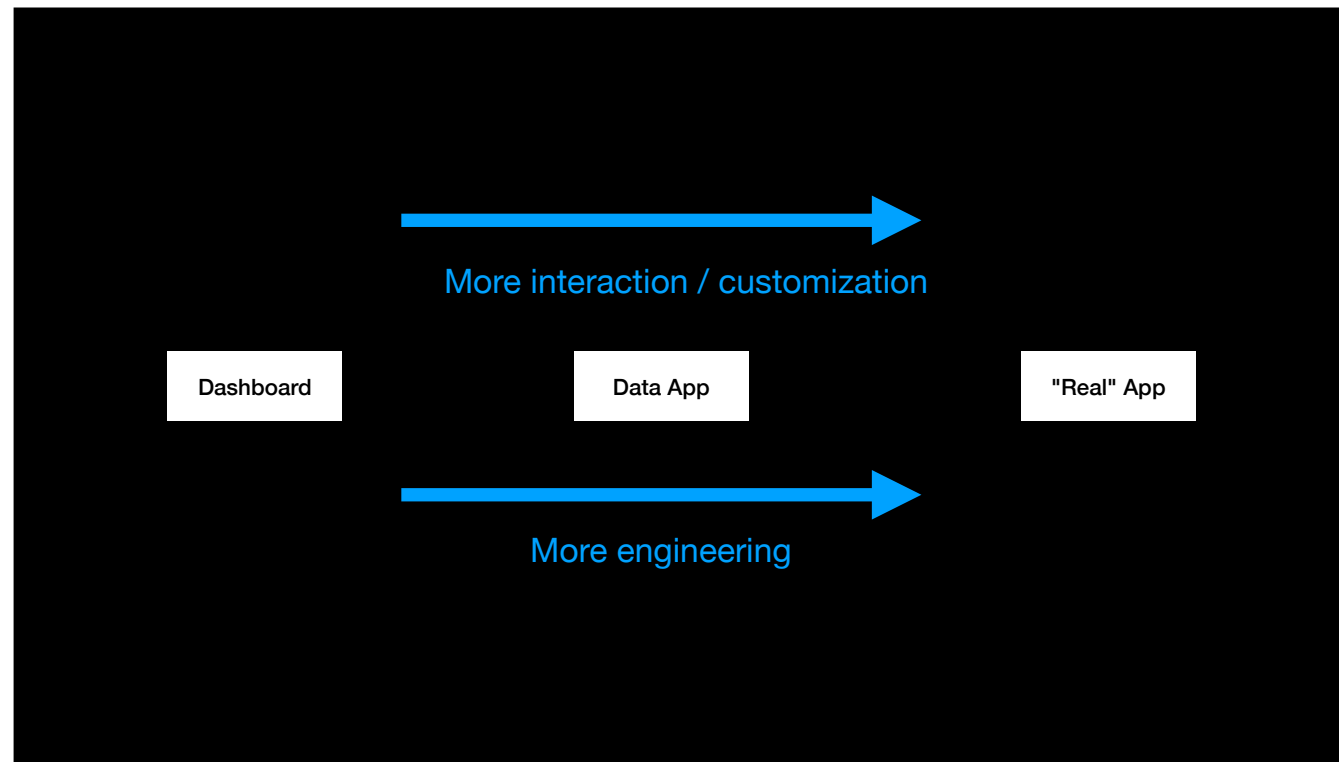 More interaction / customization
Dashboard
Data App
"Real" App
More engineering